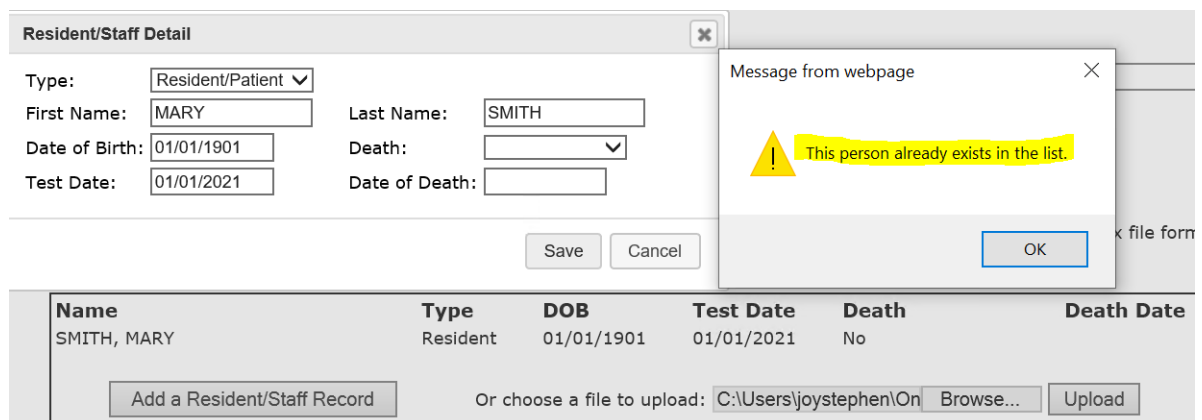 Resident/Staff Detail
Type: Resident/Patient
First Name: MARY Last Name: SMITH
Date of Birth: 01/01/1901 Death:
Test Date: 01/01/2021 Date of Death:
Save Cancel
Message from webpage
This person already exists in the list.
OK
x file form
Name Type DOB Test Date Death Death Date
SMITH, MARY Resident 01/01/1901 01/01/2021 No
Add a Resident/Staff Record Or choose a file to upload: C:\Users\joystephen\On Browse... Upload